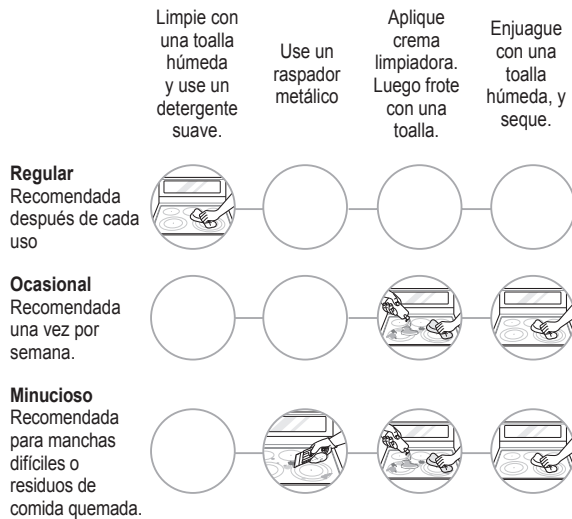 Limpie con
una toalla
húmeda
y use un
detergente
suave.
Use un
raspador
metálico
Aplique
crema
limpiadora.
Luego frote
con una
toalla.
Enjuague
con una
toalla
húmeda, y
seque.
Regular
Recomendada
después de cada
uso
Ocasional
Recomendada
una vez por
semana.
Minucioso
Recomendada
para manchas
difíciles o
residuos de
comida quemada.